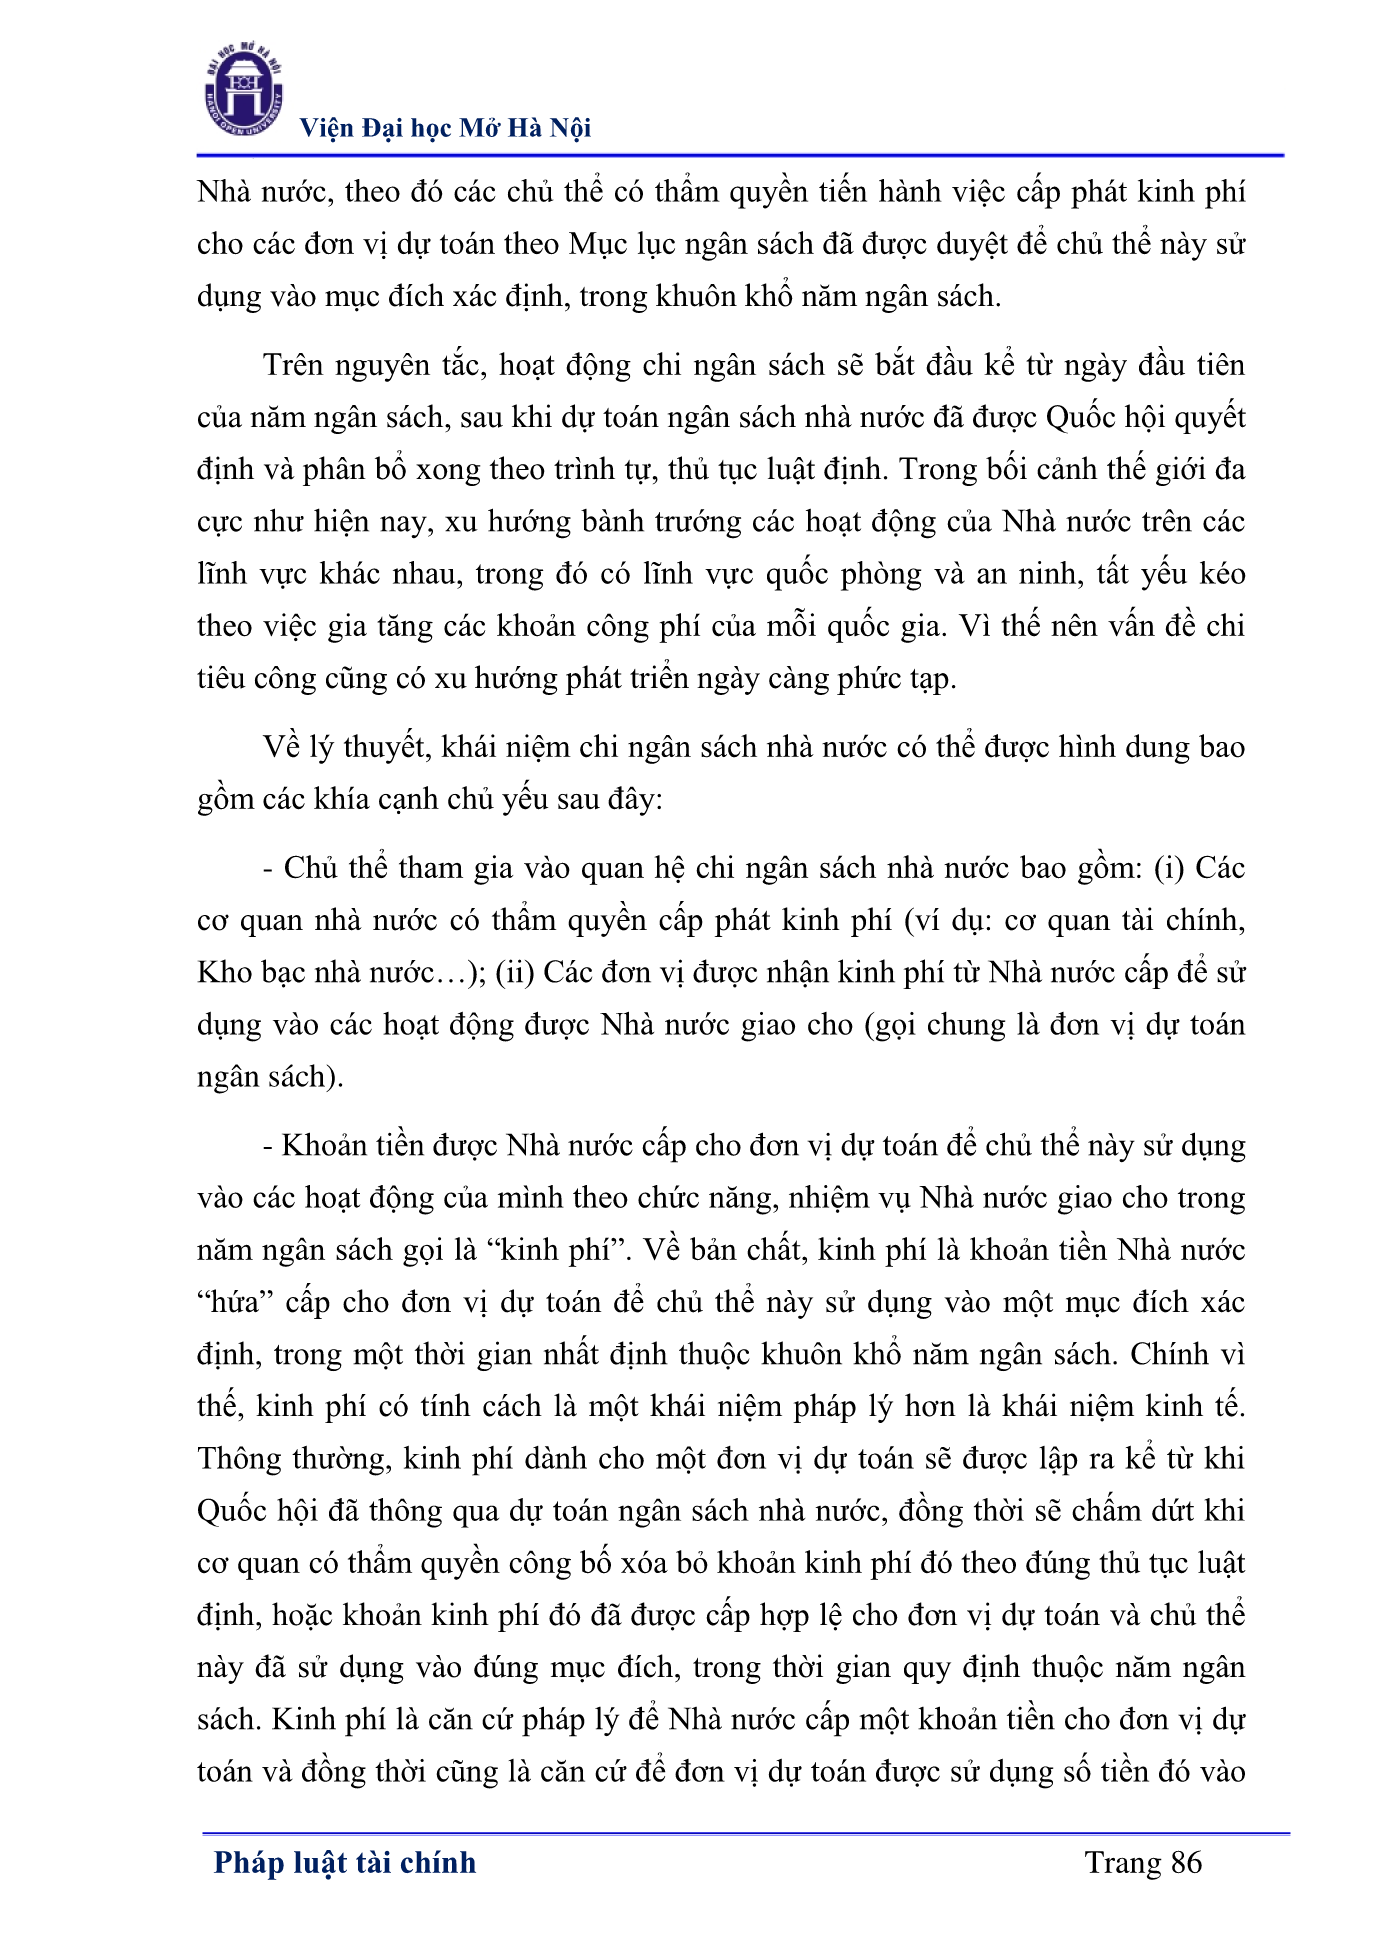 ĐẠI HỌC MỞ HÀ NỘI
HANOI OPEN UNIVERSITY
Viện Đại học Mở Hà Nội
Nhà nước, theo đó các chủ thể có thẩm quyền tiến hành việc cấp phát kinh phí
cho các đơn vị dự toán theo Mục lục ngân sách đã được duyệt để chủ thể này sử
dụng vào mục đích xác định, trong khuôn khổ năm ngân sách.
Trên nguyên tắc, hoạt động chi ngân sách sẽ bắt đầu kể từ ngày đầu tiên
của năm ngân sách, sau khi dự toán ngân sách nhà nước đã được Quốc hội quyết
định và phân bổ xong theo trình tự, thủ tục luật định. Trong bối cảnh thế giới đa
cực như hiện nay, xu hướng bành trướng các hoạt động của Nhà nước trên các
lĩnh vực khác nhau, trong đó có lĩnh vực quốc phòng và an ninh, tất yếu kéo
theo việc gia tăng các khoản công phí của mỗi quốc gia. Vì thế nên vấn đề chi
tiêu công cũng có xu hướng phát triển ngày càng phức tạp.
Về lý thuyết, khái niệm chi ngân sách nhà nước có thể được hình dung bao
gồm các khía cạnh chủ yếu sau đây:
- Chủ thể tham gia vào quan hệ chi ngân sách nhà nước bao gồm: (i) Các
cơ quan nhà nước có thẩm quyền cấp phát kinh phí (ví dụ: cơ quan tài chính,
Kho bạc nhà nước…); (ii) Các đơn vị được nhận kinh phí từ Nhà nước cấp để sử
dụng vào các hoạt động được Nhà nước giao cho (gọi chung là đơn vị dự toán
ngân sách).
- Khoản tiền được Nhà nước cấp cho đơn vị dự toán để chủ thể này sử dụng
vào các hoạt động của mình theo chức năng, nhiệm vụ Nhà nước giao cho trong
năm ngân sách gọi là “kinh phí”. Về bản chất, kinh phí là khoản tiền Nhà nước
“hứa” cấp cho đơn vị dự toán để chủ thể này sử dụng vào một mục đích xác
định, trong một thời gian nhất định thuộc khuôn khổ năm ngân sách. Chính vì
thế, kinh phí có tính cách là một khái niệm pháp lý hơn là khái niệm kinh tế.
Thông thường, kinh phí dành cho một đơn vị dự toán sẽ được lập ra kể từ khi
Quốc hội đã thông qua dự toán ngân sách nhà nước, đồng thời sẽ chấm dứt khi
cơ quan có thẩm quyền công bố xóa bỏ khoản kinh phí đó theo đúng thủ tục luật
định, hoặc khoản kinh phí đó đã được cấp hợp lệ cho đơn vị dự toán và chủ thể
này đã sử dụng vào đúng mục đích, trong thời gian quy định thuộc năm ngân
sách. Kinh phí là căn cứ pháp lý để Nhà nước cấp một khoản tiền cho đơn vị dự
toán và đồng thời cũng là căn cứ để đơn vị dự toán được sử dụng số tiền đó vào
Pháp luật tài chính Trang 86